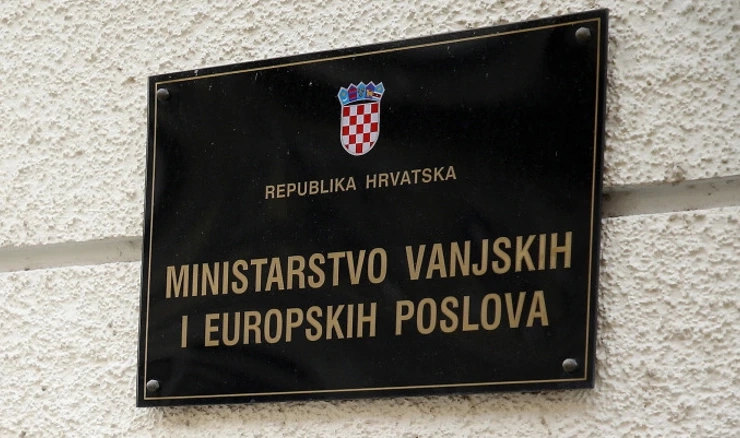 REPUBLIKA HRVATSKA
MINISTARSTVO VANJSKIH
I EUROPSKIH POSLOVA